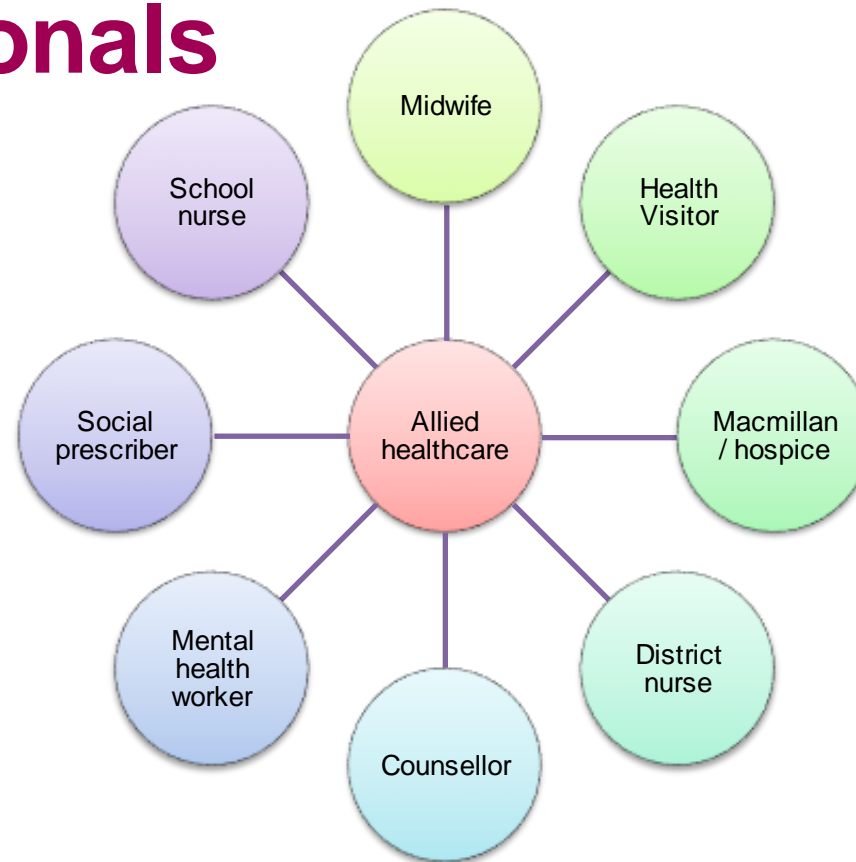 onals
Midwife
School
nurse
Health
Visitor
Social
prescriber
Allied
healthcare
Macmillan
/ hospice
Mental
health
worker
District
nurse
Counsellor